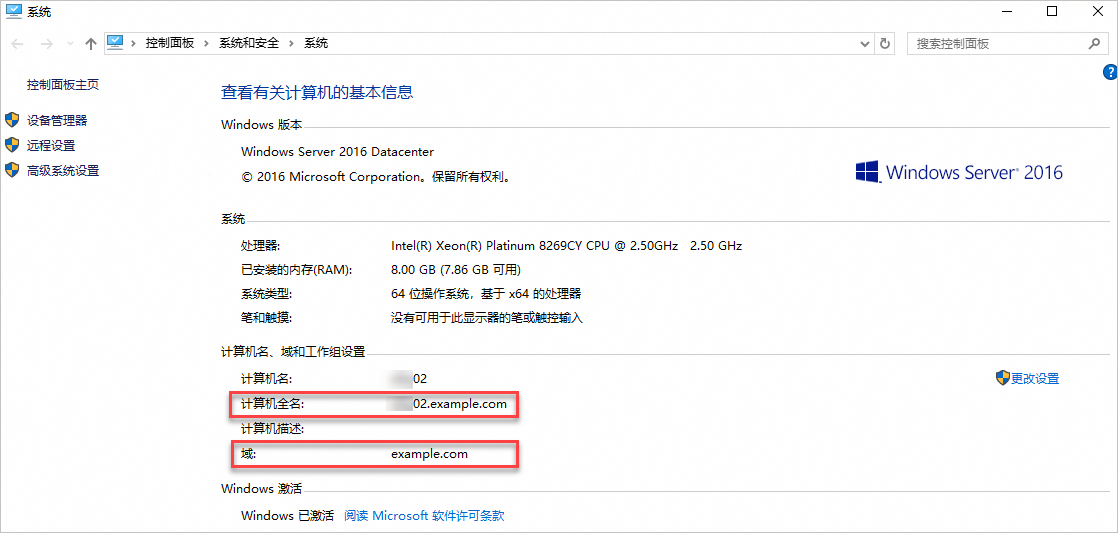 系统
控制面板 系统和安全 系统
搜索控制面板
?
控制面板主页
设备管理器
远程设置
高级系统设置
查看有关计算机的基本信息
Windows 版本
Windows Server 2016 Datacenter
© 2016 Microsoft Corporation。保留所有权利。
Windows Server® 2016
系统
处理器: Intel(R) Xeon(R) Platinum 8269CY CPU @ 2.50GHz 2.50 GHz
已安装的内存(RAM): 8.00 GB (7.86 GB 可用)
系统类型: 64 位操作系统，基于 x64 的处理器
笔和触摸: 没有可用于此显示器的笔或触控输入
计算机名、域和工作组设置
计算机名: 02
更改设置
计算机全名: 02.example.com
计算机描述:
域: example.com
Windows 激活
Windows 已激活 阅读 Microsoft 软件许可条款